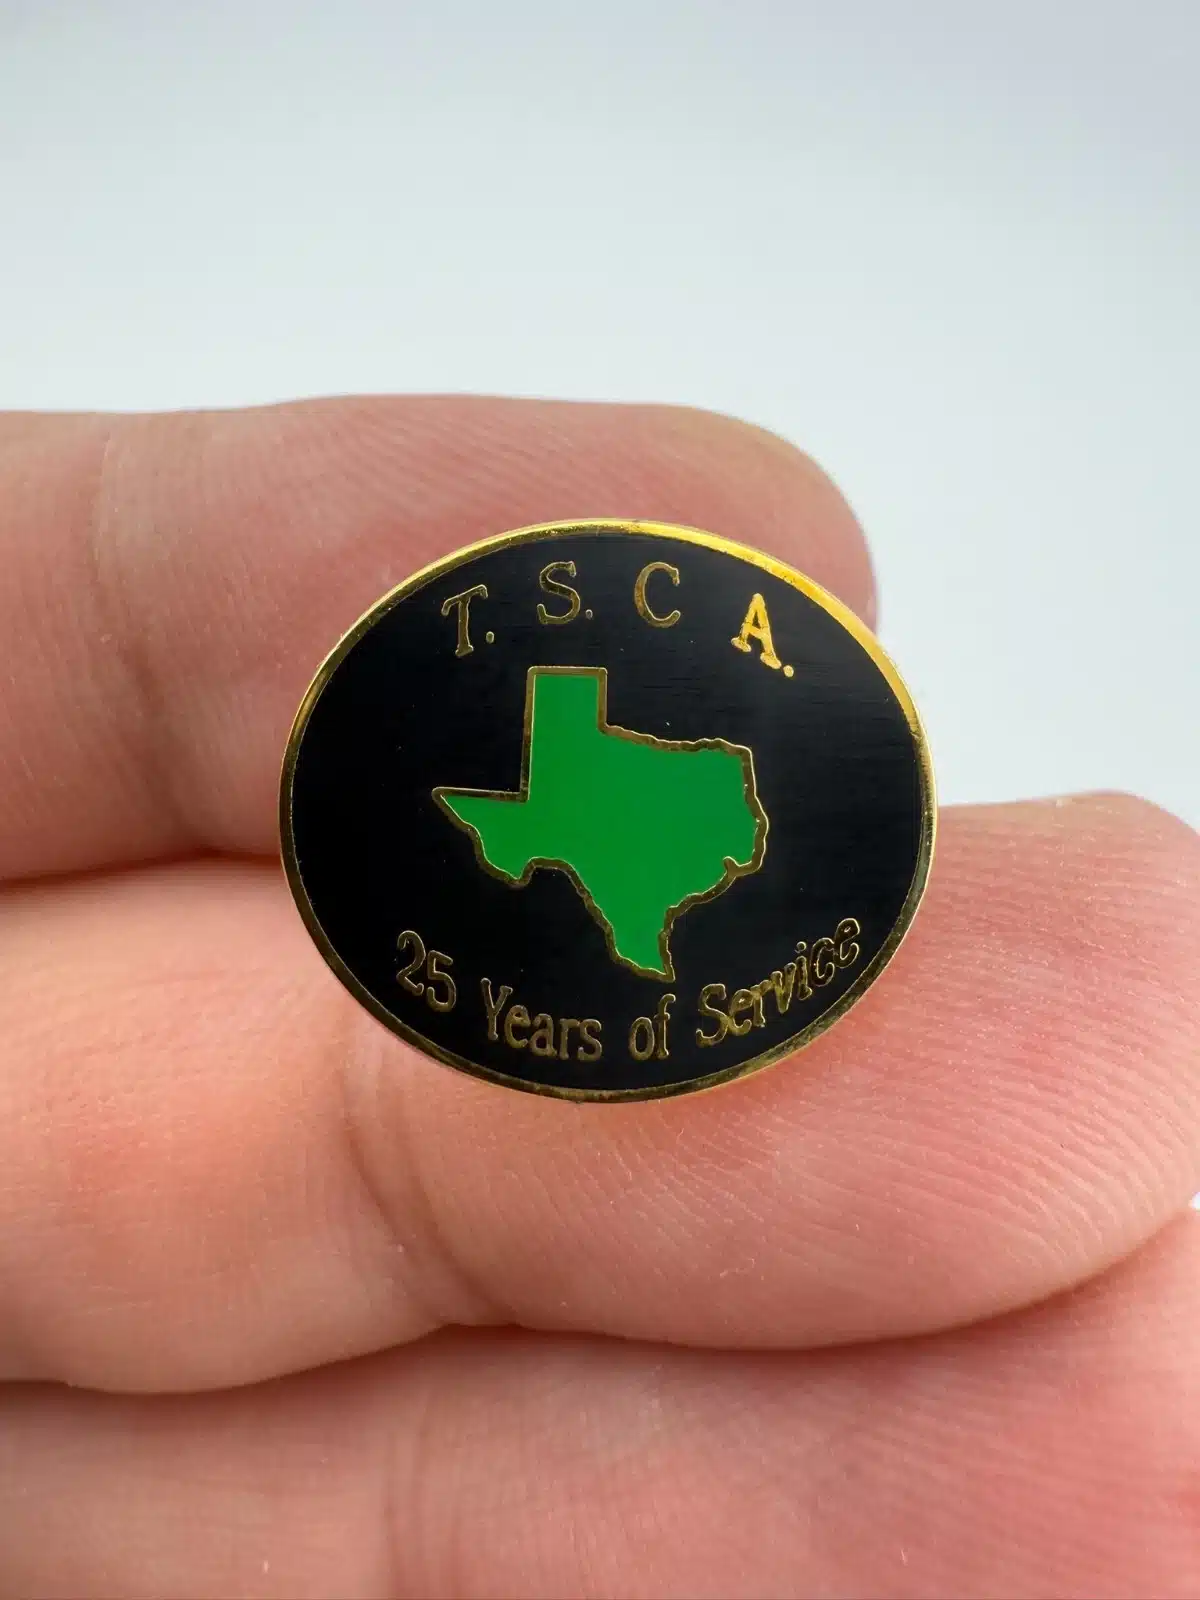 T. S. C A.
25 Years of Service